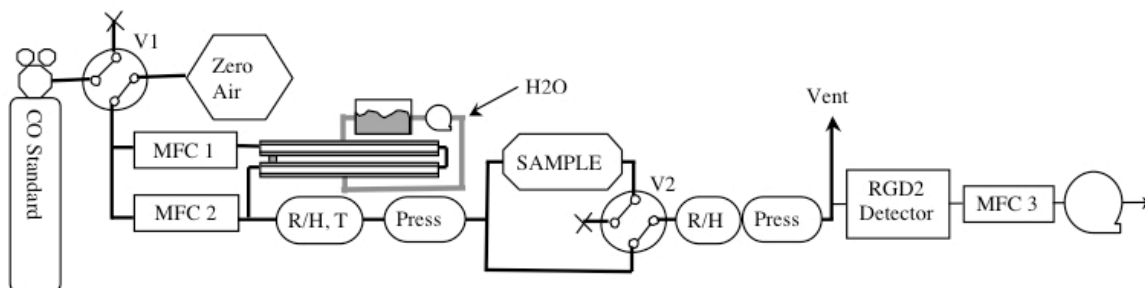 V1
Zero
Air
H2O
Vent
CO Standard
MFC 1
SAMPLE
MFC 2
R/H, T
Press
V2
R/H
Press
RGD2
Detector
MFC 3